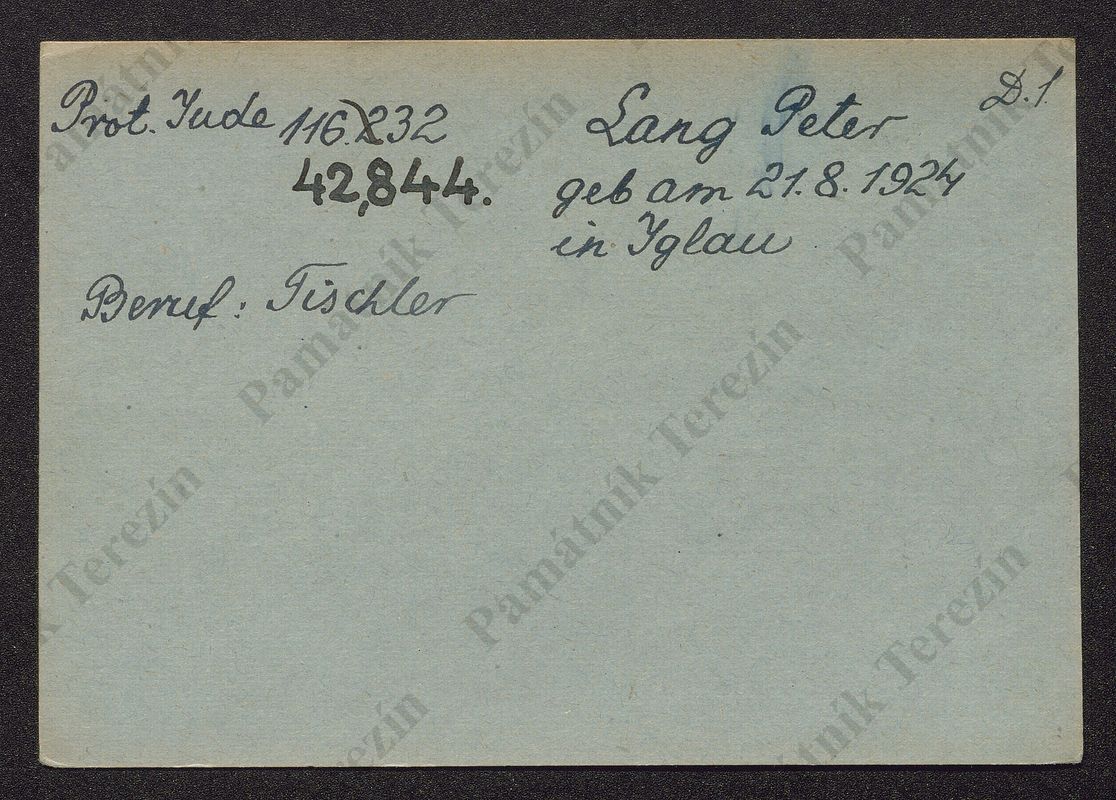 Prot. Jude 116.232 Lang Peter D.1.
42,844. geb am 21.8.1924
in Iglau
Beruf: Tischler
Památník Terezín